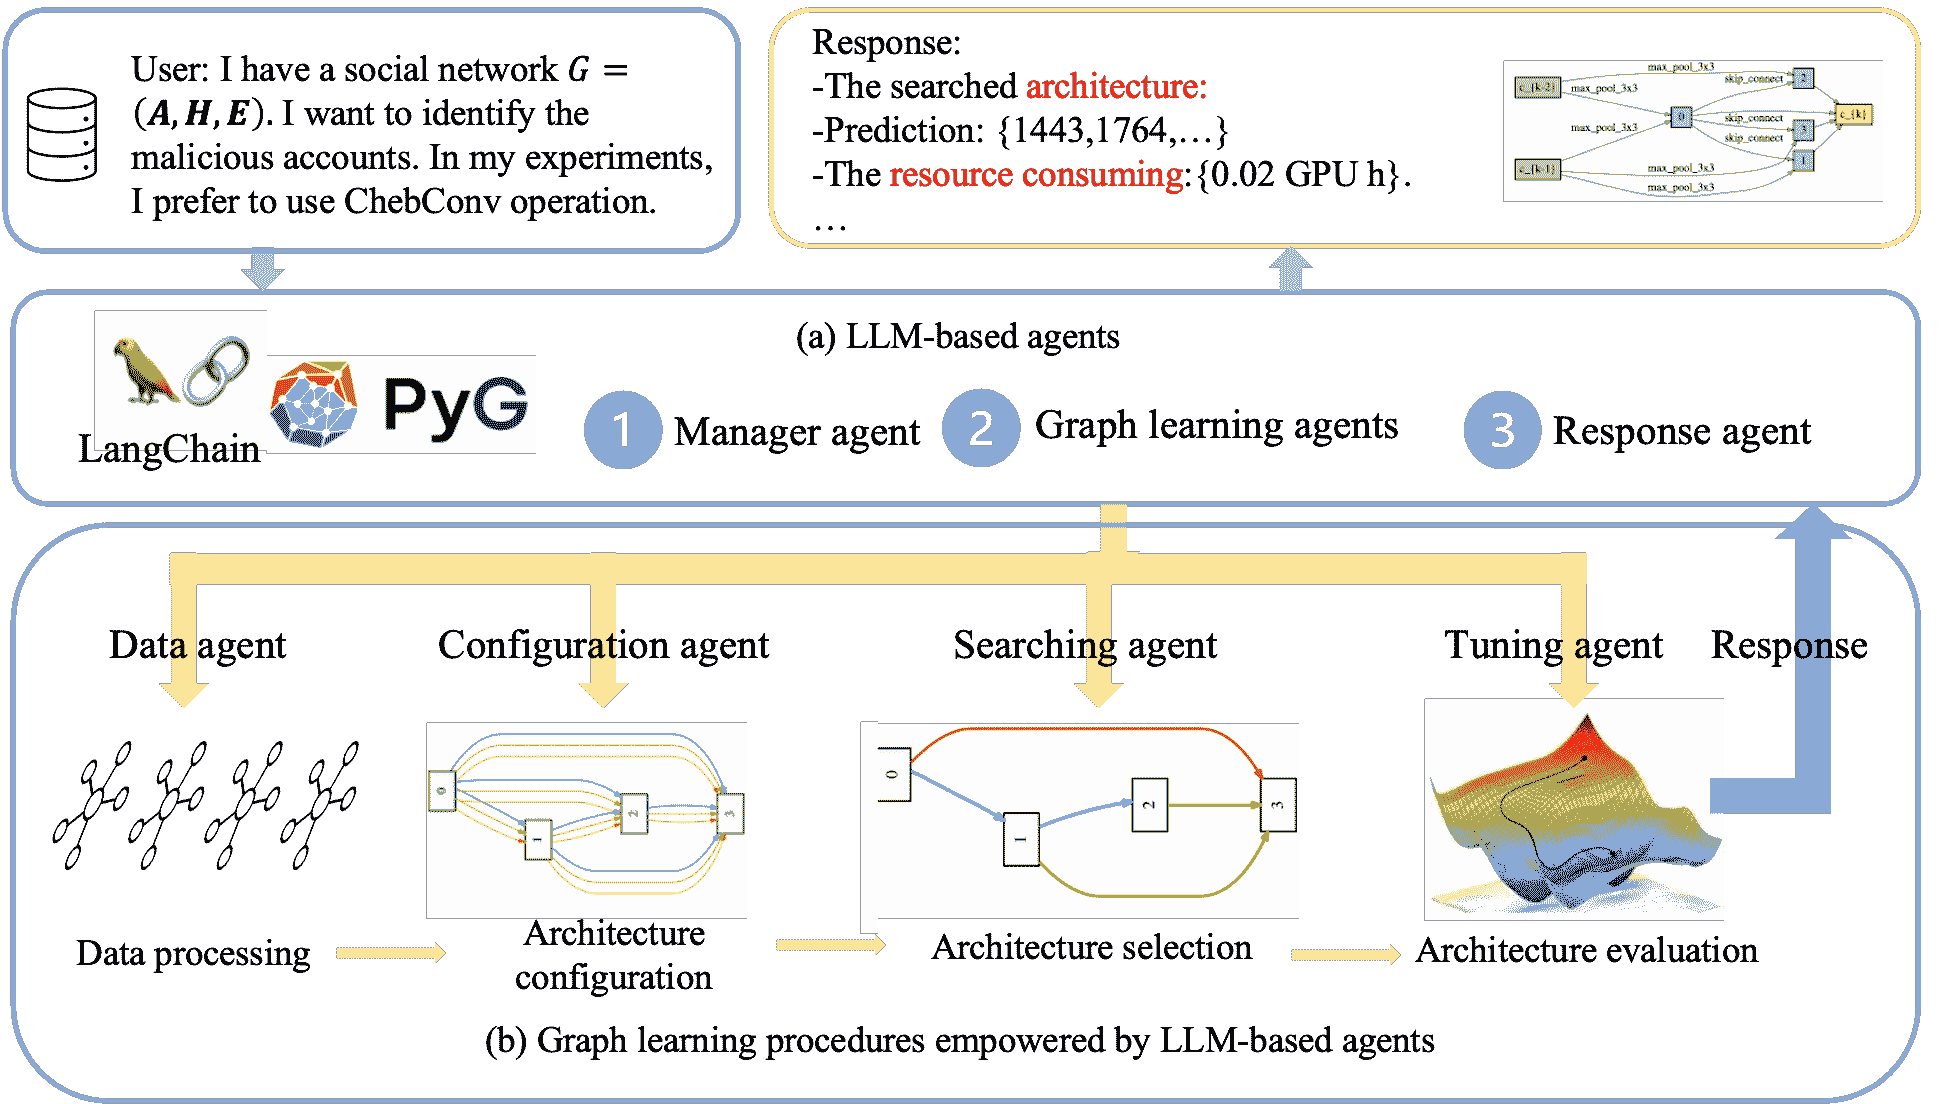 User: I have a social network G =
(A, H, E). I want to identify the
malicious accounts. In my experiments,
I prefer to use ChebConv operation.
Response:
-The searched architecture:
-Prediction: {1443,1764,…}
-The resource consuming:{0.02 GPU h}.
…
max_pool_3x3
skip_connect
2
c_{k-2}
max_pool_3x3
0
skip_connect
c_{k}
max_pool_3x3
skip_connect
3
1
c_{k-1}
max_pool_3x3
max_pool_3x3
(a) LLM-based agents
LangChain
PyG
1 Manager agent
2 Graph learning agents
3 Response agent
Data agent
Configuration agent
Searching agent
Tuning agent
Response
0
1
2
3
0
1
2
3
Data processing
Architecture
configuration
Architecture selection
Architecture evaluation
(b) Graph learning procedures empowered by LLM-based agents